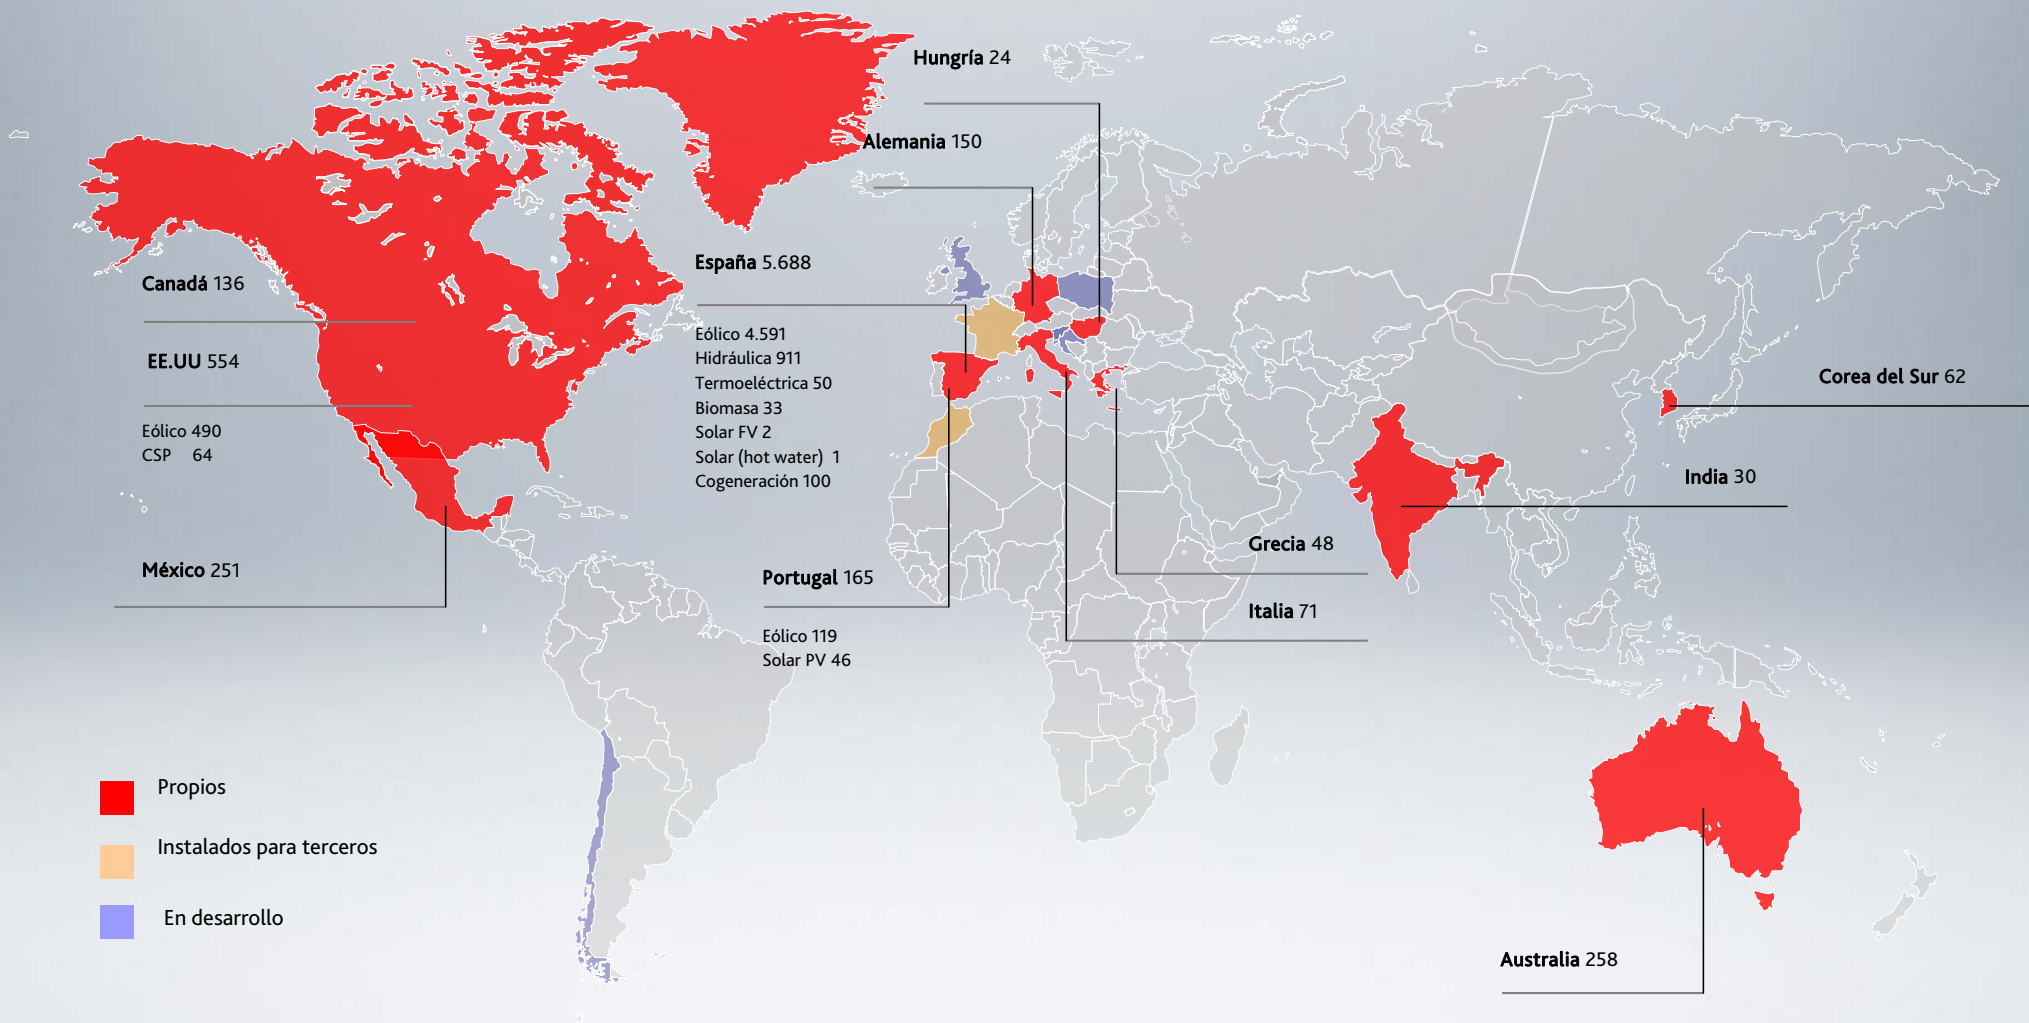 Hungría 24
Alemania 150
España 5.688
Eólico 4.591
Hidráulica 911
Termoeléctrica 50
Biomasa 33
Solar FV 2
Solar (hot water) 1
Cogeneración 100
Canadá 136
EE.UU 554
Eólico 490
CSP 64
México 251
Portugal 165
Eólico 119
Solar PV 46
Corea del Sur 62
India 30
Grecia 48
Italia 71
Australia 258
Propios
Instalados para terceros
En desarrollo